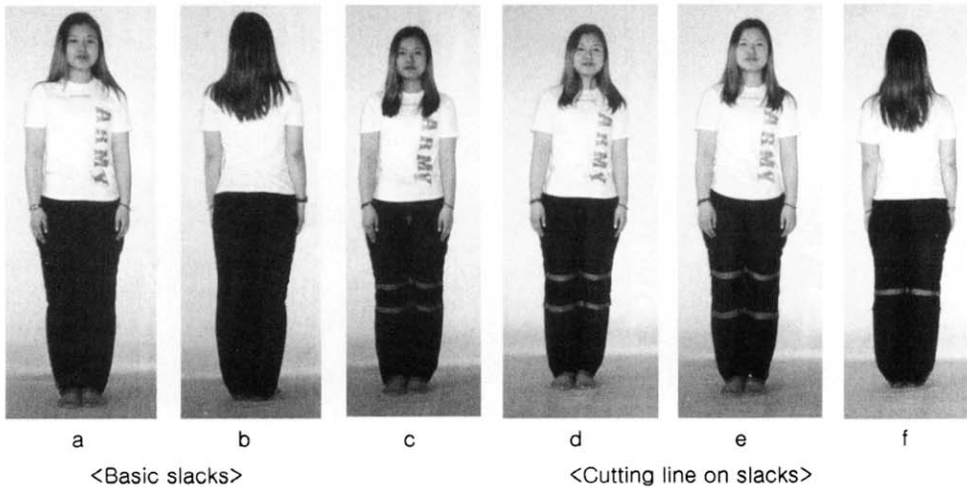 ARMY
ARMY
ARMY
ARMY
a b c d e f
<Basic slacks> <Cutting line on slacks>